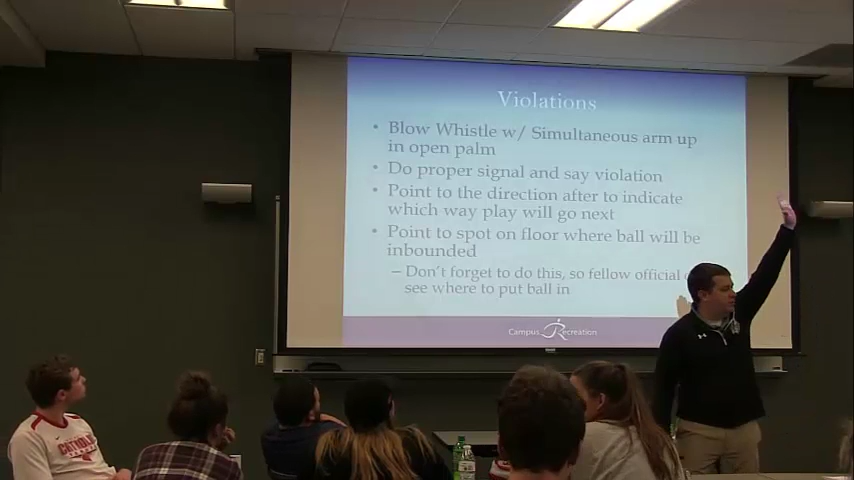 Violations
• Blow Whistle w/ Simultaneous arm up
in open palm
• Do proper signal and say violation
• Point to the direction after to indicate
which way play will go next
• Point to spot on floor where ball will be
inbounded
– Don't forget to do this, so fellow official
see where to put ball in
Campus Recreation
CATHOLIC